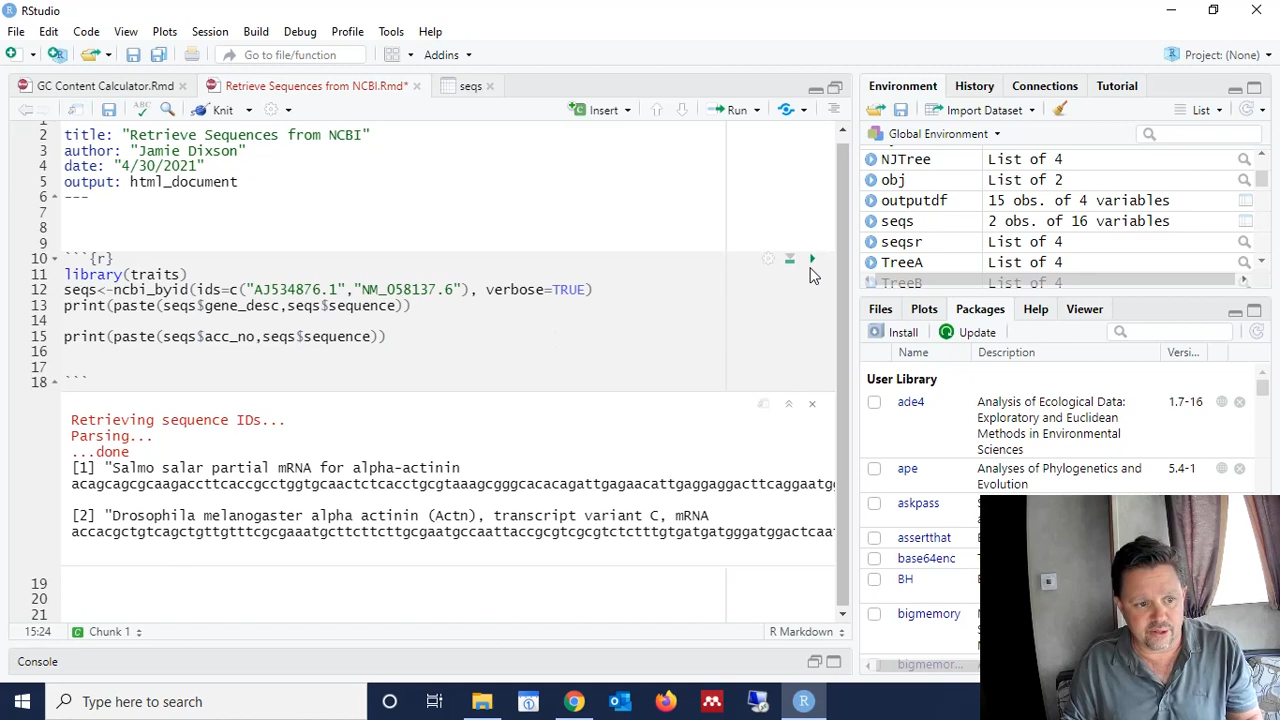 RStudio
File Edit Code View Plots Session Build Debug Profile Tools Help
Go to file/function Addins Project: (None)
GC Content Calculator.Rmd Retrieve Sequences from NCBI.Rmd* seqs
Knit Insert Run
2 title: "Retrieve Sequences from NCBI"
3 author: "Jamie Dixson"
4 date: "4/30/2021"
5 output: html_document
6 ---
7
8
9
10 ```{r}
11 library(traits)
12 seqs<-ncbi_byid(ids=c("AJ534876.1","NM_058137.6"), verbose=TRUE)
13 print(paste(seqs$gene_desc,seqs$sequence))
14
15 print(paste(seqs$acc_no,seqs$sequence))
16
17
18 ```
Retrieving sequence IDs...
Parsing...
...done
[1] "Salmo salar partial mRNA for alpha-actinin
acagcagcgcaagaccttcaccgcctggtgcaactctcacctgcgtaaagcgggcacacagattgagaacattgaggaggacttcaggaatg
[2] "Drosophila melanogaster alpha actinin (Actn), transcript variant C, mRNA
accacgctgtcagctgttgtttcgcgaaatgcttcttcttgcgaatgccaattaccgcgtcgcgtctctttgtgatgatgggatggactcaat
19
20
21
15:24 Chunk 1 R Markdown
Console
Environment History Connections Tutorial
Import Dataset List
Global Environment
NJTree List of 4
obj List of 2
outputdf 15 obs. of 4 variables
seqs 2 obs. of 16 variables
seqsr List of 4
TreeA List of 4
TreeB List of 4
Files Plots Packages Help Viewer
Install Update
Name Description Versi...
User Library
ade4 Analysis of Ecological Data: Exploratory and Euclidean Methods in Environmental Sciences 1.7-16
ape Analyses of Phylogenetics and Evolution 5.4-1
askpass
assertthat
base64enc
BH
bigmemory
bigmemor...
Type here to search